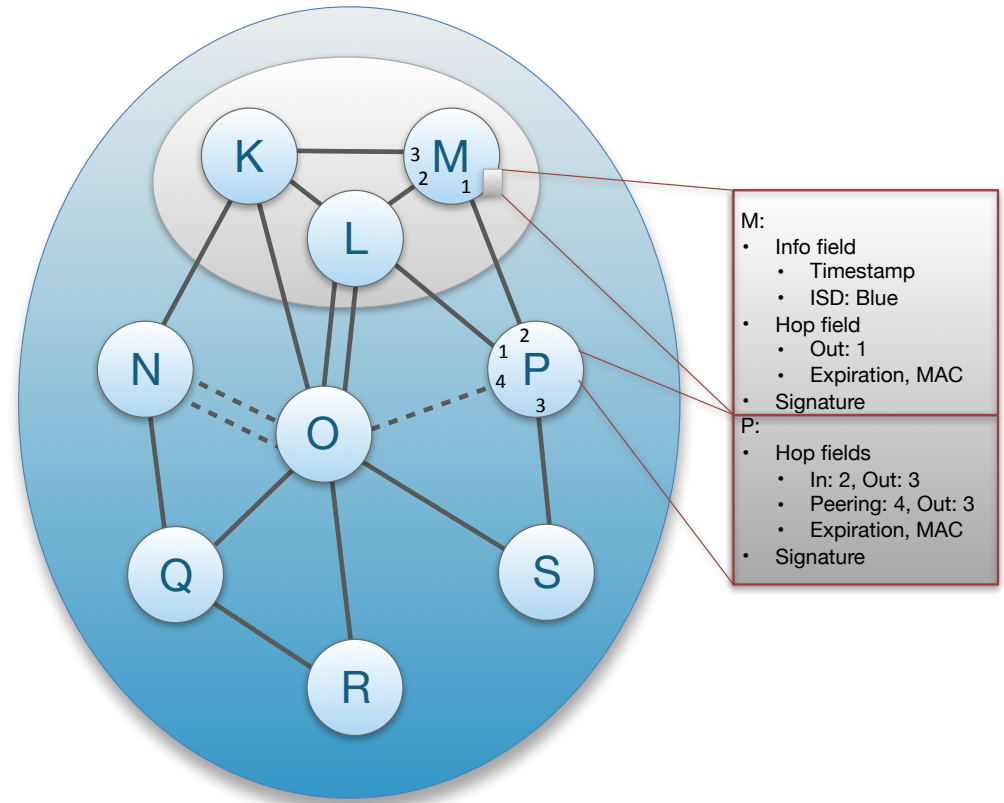 K
3
M
2
1
L
M:
• Info field
• Timestamp
• ISD: Blue
• Hop field
• Out: 1
• Expiration, MAC
• Signature
N
2
1
P
4
3
O
P:
• Hop fields
• In: 2, Out: 3
• Peering: 4, Out: 3
• Expiration, MAC
• Signature
Q
S
R